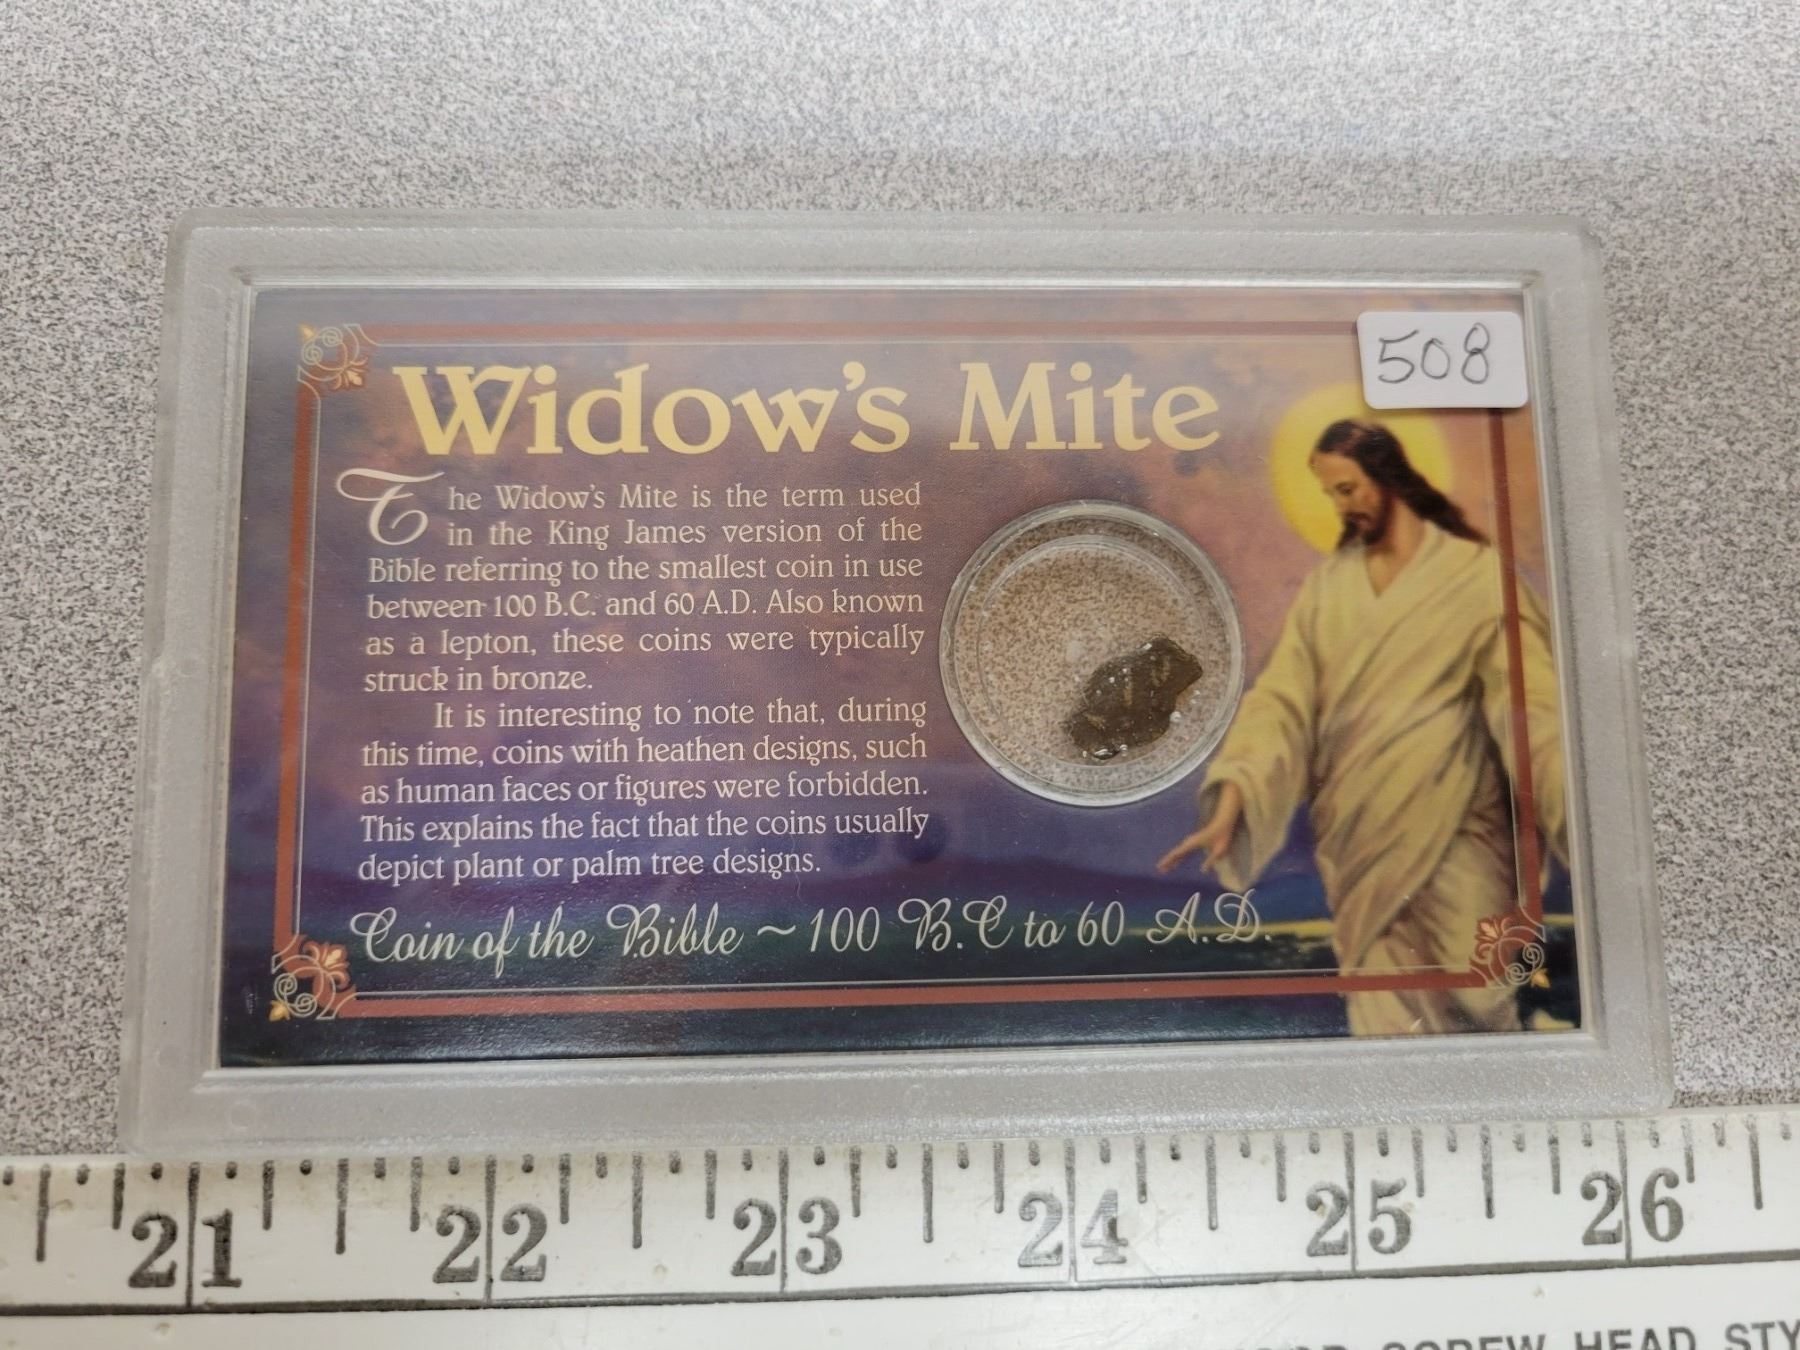 508
Widow's Mite
The Widow's Mite is the term used
in the King James version of the
Bible referring to the smallest coin in use
between 100 B.C. and 60 A.D. Also known
as a lepton, these coins were typically
struck in bronze.
It is interesting to note that, during
this time, coins with heathen designs, such
as human faces or figures were forbidden.
This explains the fact that the coins usually
depict plant or palm tree designs.
Coin of the Bible ~ 100 B.C to 60 A.D.
21 22 23 24 25 26
SCREW HEAD